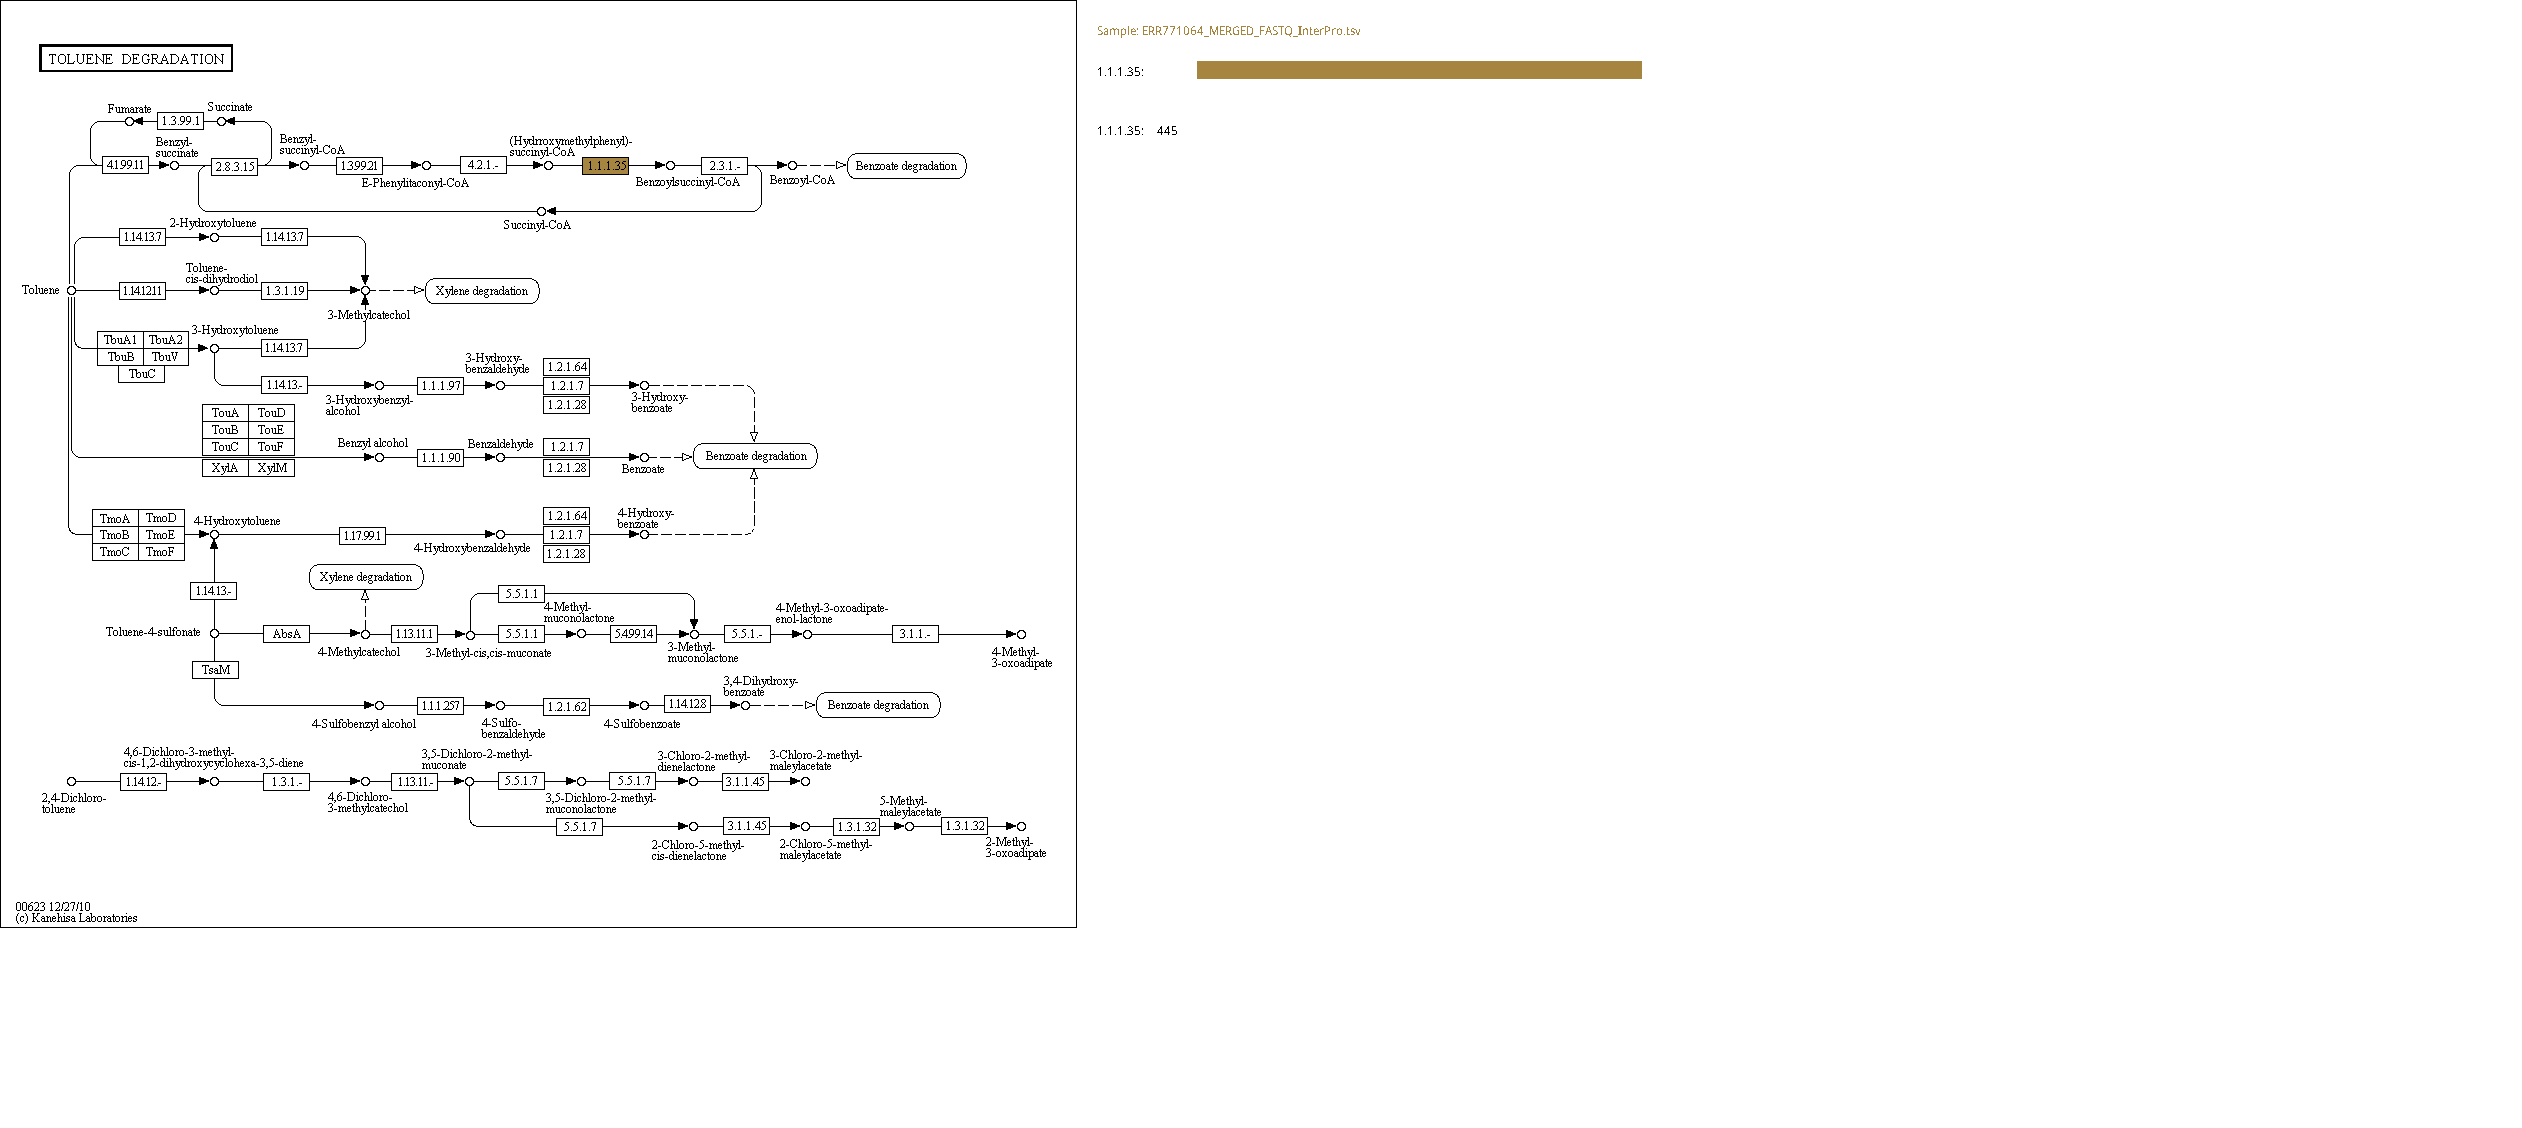 TOLUENE DEGRADATION
Sample: ERR771064_MERGED_FASTQ_InterPro.tsv
1.1.1.35:
1.1.1.35: 445
Fumarate
1.3.99.1
Succinate
4.1.99.11
Benzyl-
succinate
2.8.3.15
Benzyl-
succinyl-CoA
1.3.99.21
E-Phenylitaconyl-CoA
4.2.1.-
(Hydrroxymethylphenyl)-
succinyl-CoA
1.1.1.35
Benzoylsuccinyl-CoA
2.3.1.-
Benzoyl-CoA
Benzoate degradation
Succinyl-CoA
1.14.13.7
2-Hydroxytoluene
1.14.13.7
Toluene
1.14.12.11
Toluene-
cis-dihydrodiol
1.3.1.19
Xylene degradation
3-Methylcatechol
TbuA1 TbuA2
TbuB TbuV
TbuC
3-Hydroxytoluene
1.14.13.7
1.14.13.-
3-Hydroxybenzyl-
alcohol
1.1.1.97
3-Hydroxy-
benzaldehyde
1.2.1.64
1.2.1.7
1.2.1.28
3-Hydroxy-
benzoate
TouA TouD
TouB TouE
TouC TouF
XylA XylM
Benzyl alcohol
1.1.1.90
Benzaldehyde
1.2.1.7
1.2.1.28
Benzoate
Benzoate degradation
TmoA TmoD
TmoB TmoE
TmoC TmoF
4-Hydroxytoluene
1.17.99.1
4-Hydroxybenzaldehyde
1.2.1.64
1.2.1.7
1.2.1.28
4-Hydroxy-
benzoate
1.14.13.-
Xylene degradation
Toluene-4-sulfonate
AbsA
4-Methylcatechol
1.13.11.1
3-Methyl-cis,cis-muconate
5.5.1.1
5.5.1.1
4-Methyl-
muconolactone
5.4.99.14
3-Methyl-
muconolactone
5.5.1.-
4-Methyl-3-oxoadipate-
enol-lactone
3.1.1.-
4-Methyl-
3-oxoadipate
TsaM
4-Sulfobenzyl alcohol
1.1.1.257
4-Sulfo-
benzaldehyde
1.2.1.62
4-Sulfobenzoate
1.14.12.8
3,4-Dihydroxy-
benzoate
Benzoate degradation
2,4-Dichloro-
toluene
1.14.12.-
4,6-Dichloro-3-methyl-
cis-1,2-dihydroxycyclohexa-3,5-diene
1.3.1.-
4,6-Dichloro-
3-methylcatechol
1.13.11.-
3,5-Dichloro-2-methyl-
muconate
5.5.1.7
3,5-Dichloro-2-methyl-
muconolactone
5.5.1.7
3-Chloro-2-methyl-
dienelactone
3.1.1.45
3-Chloro-2-methyl-
maleylacetate
5.5.1.7
2-Chloro-5-methyl-
cis-dienelactone
3.1.1.45
2-Chloro-5-methyl-
maleylacetate
1.3.1.32
5-Methyl-
maleylacetate
1.3.1.32
2-Methyl-
3-oxoadipate
00623 12/27/10
(c) Kanehisa Laboratories